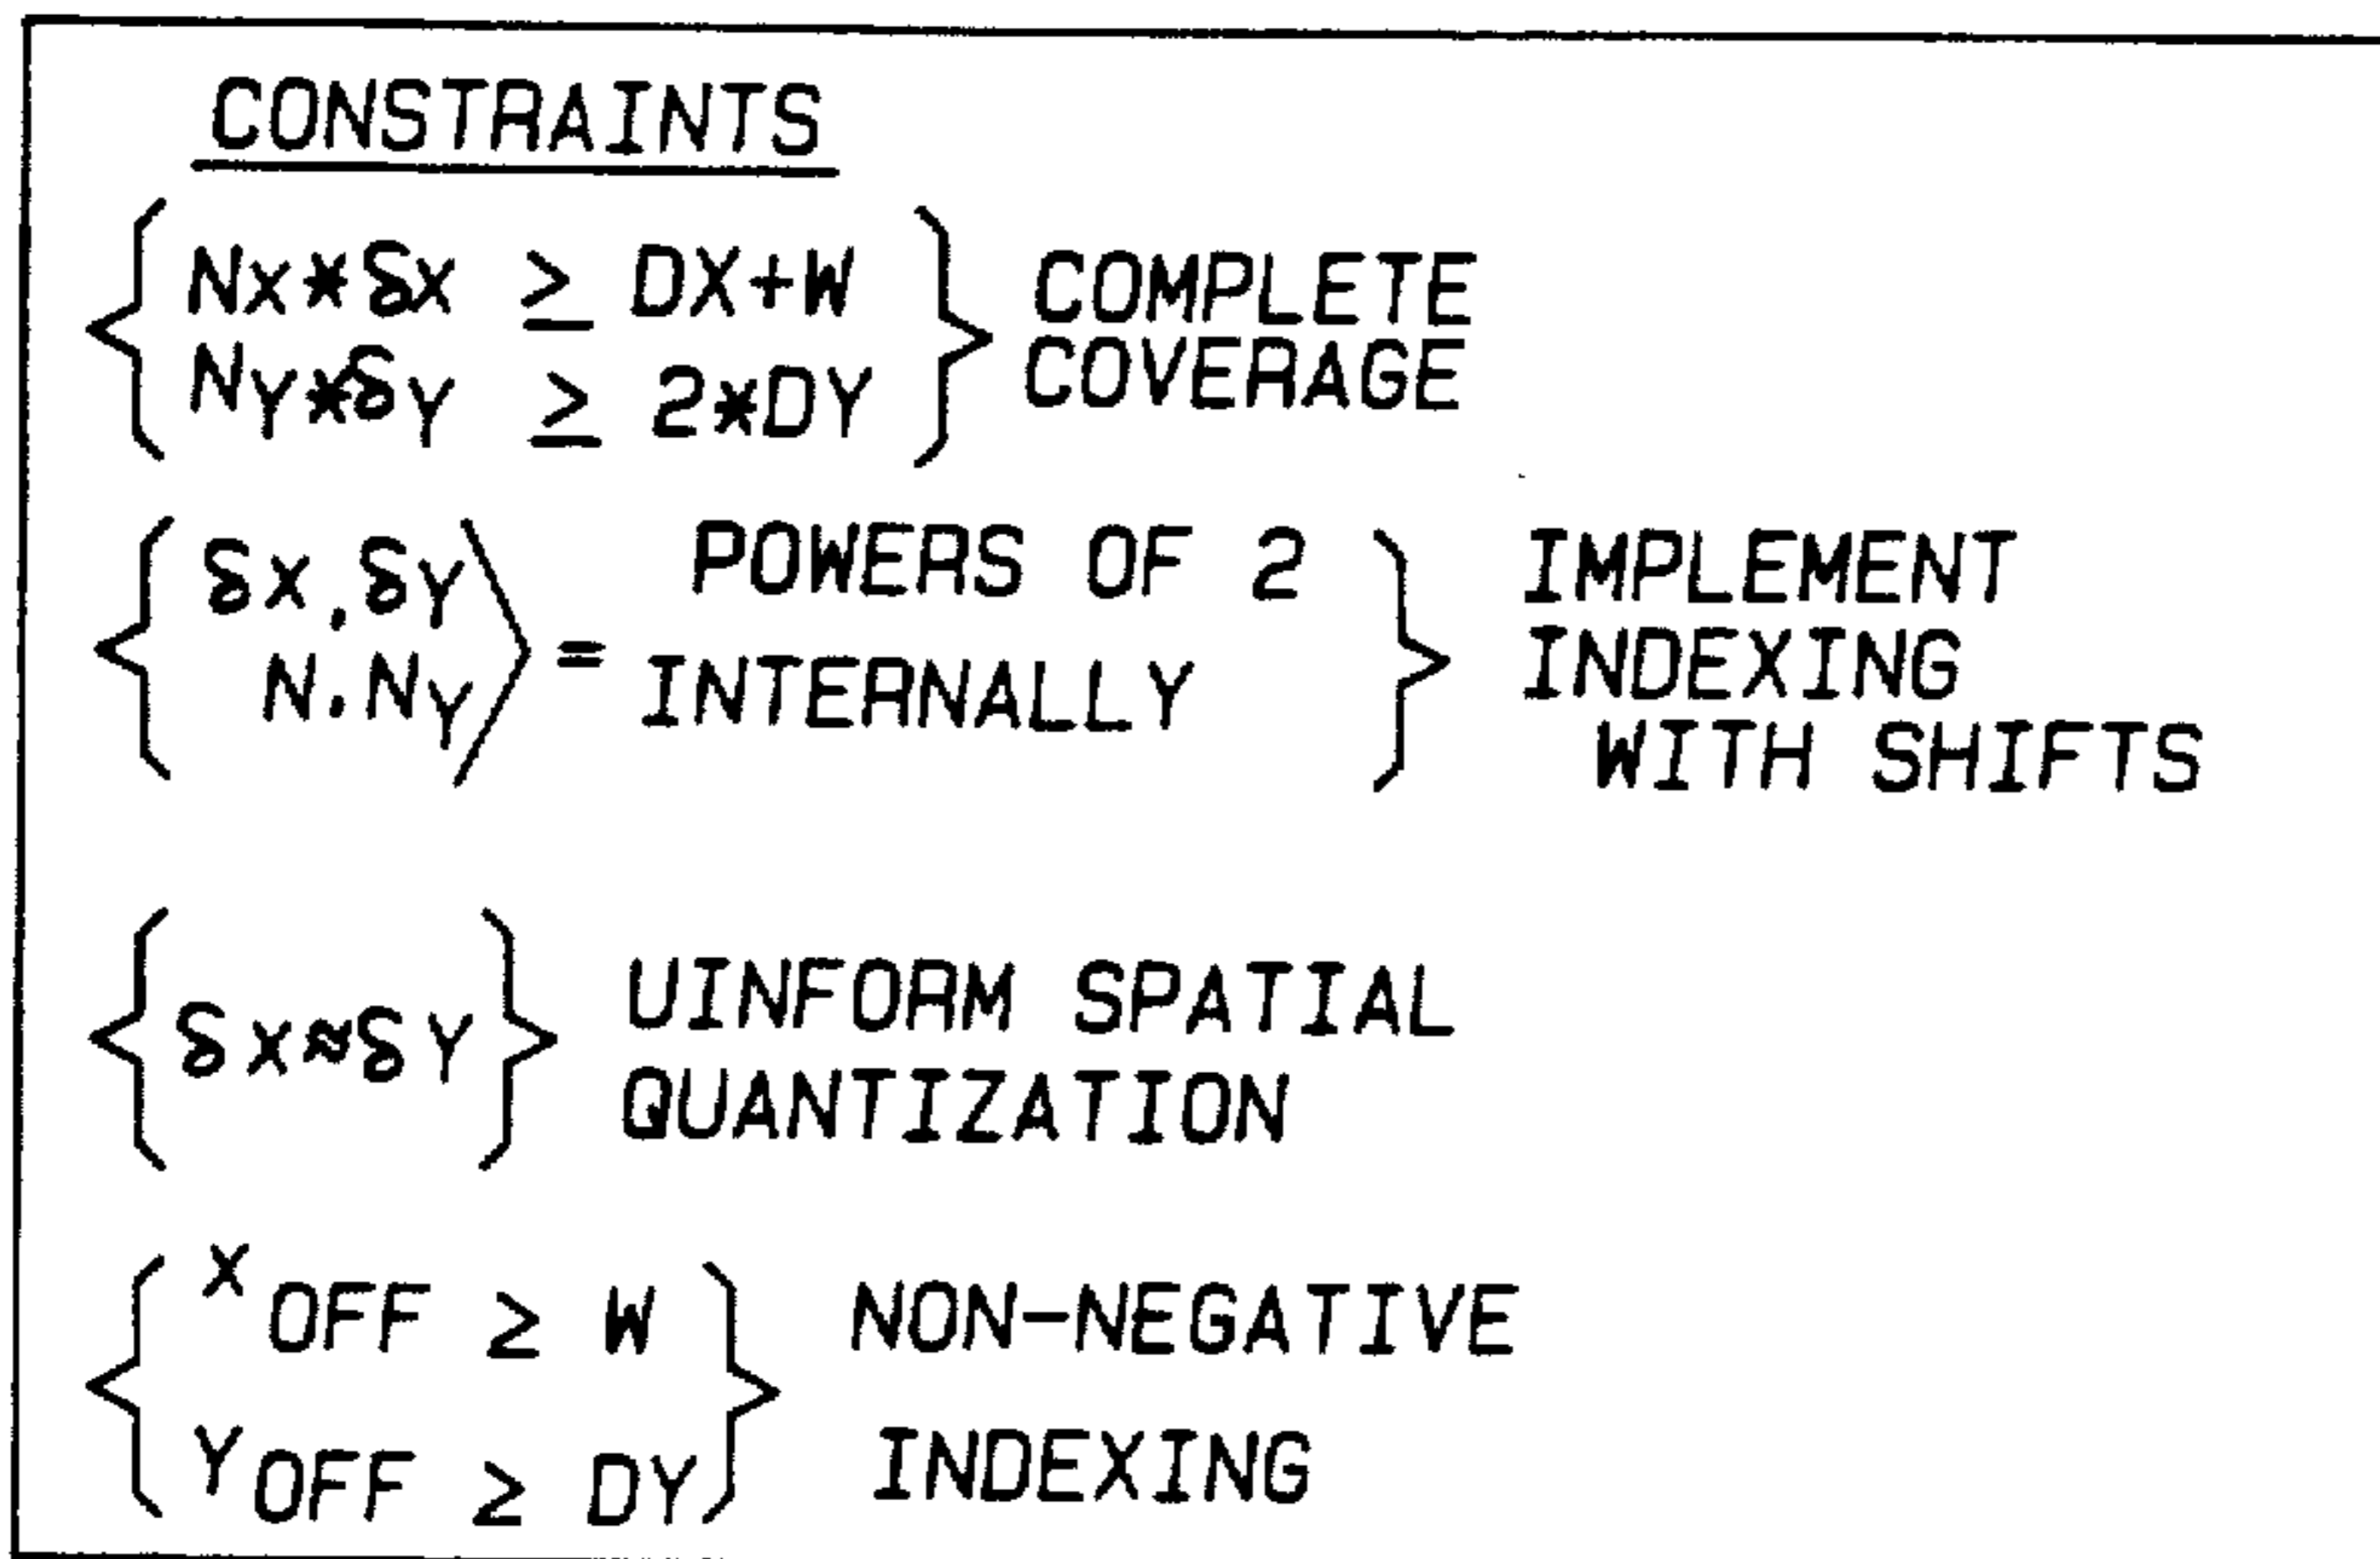 CONSTRAINTS
Nx*δx ≥ DX+W
NY*δY ≥ 2*DY
COMPLETE
COVERAGE
δx,δY
N.NY
= POWERS OF 2
INTERNALLY
IMPLEMENT
INDEXING
WITH SHIFTS
δx≈δY
UINFORM SPATIAL
QUANTIZATION
XOFF ≥ W
YOFF ≥ DY
NON-NEGATIVE
INDEXING